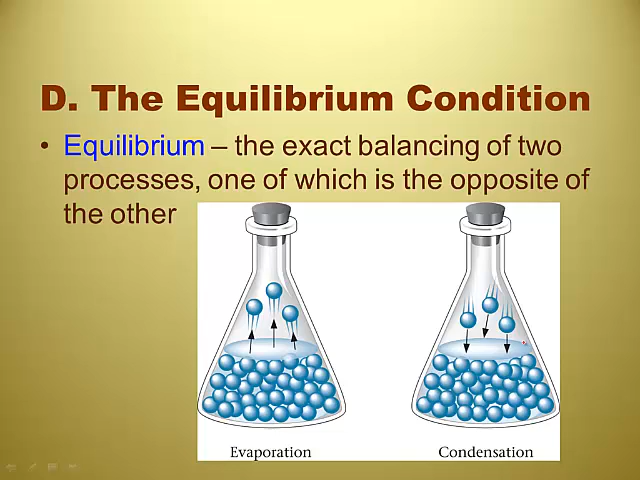 D. The Equilibrium Condition
• Equilibrium – the exact balancing of two
processes, one of which is the opposite of
the other
Evaporation
Condensation